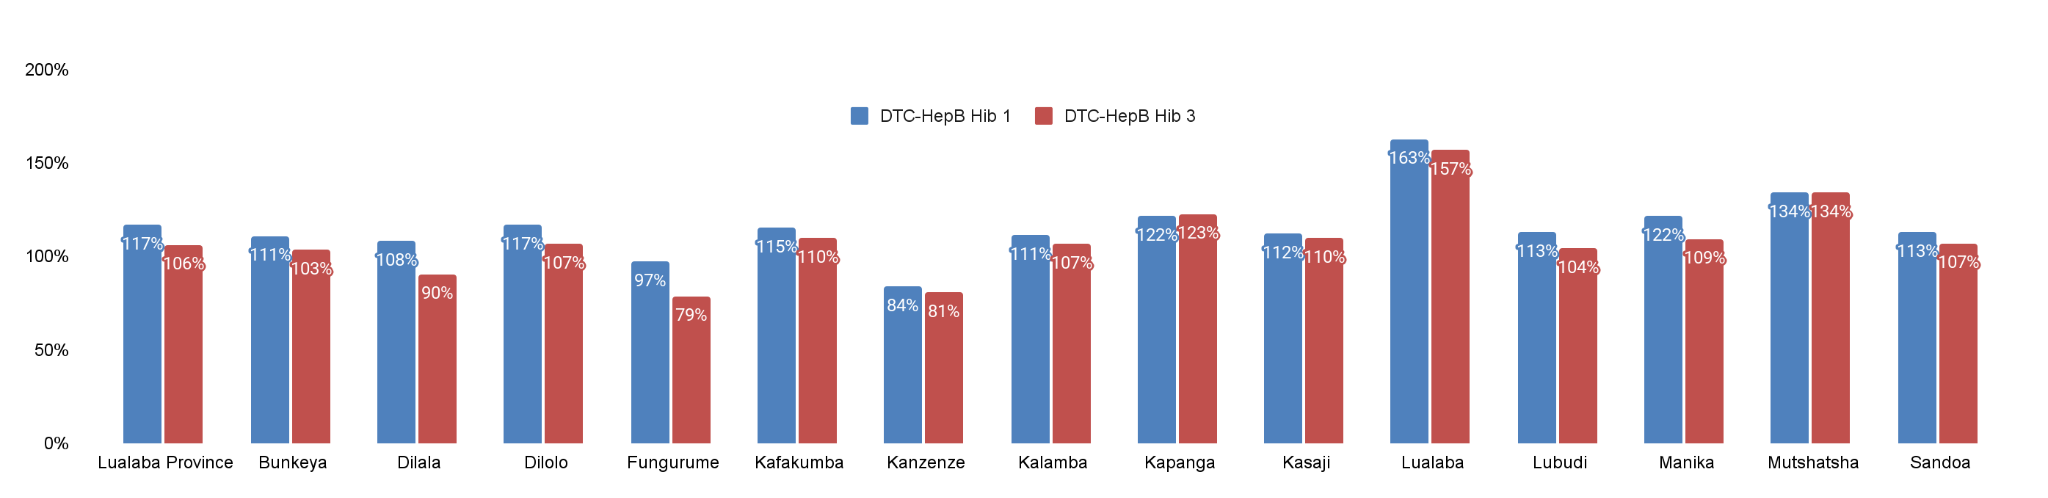 200%
DTC-HepB Hib 1 DTC-HepB Hib 3
150%
163% 157%
117% 106% 111% 103% 108% 90% 117% 107% 97% 79% 115% 110% 84% 81% 111% 107% 122% 123% 112% 110% 113% 104% 122% 109% 134% 134% 113% 107%
100%
50%
0%
Lualaba Province Bunkeya Dilala Dilolo Fungurume Kafakumba Kanzenze Kalamba Kapanga Kasaji Lualaba Lubudi Manika Mutshatsha Sandoa